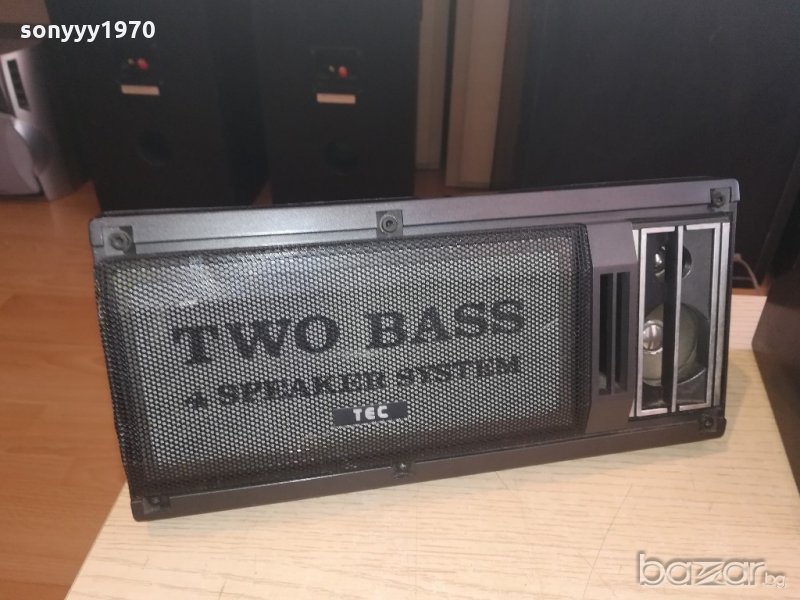 sonyyy1970
TWO BASS
4 SPEAKER SYSTEM
TEC
bazar.bg